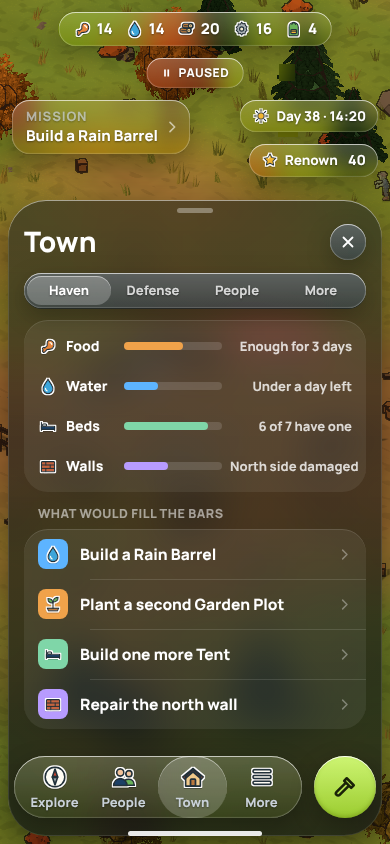 14 14 20 16 4
PAUSED
MISSION
Build a Rain Barrel
Day 38 · 14:20
Renown 40
Town
Haven Defense People More
Food Enough for 3 days
Water Under a day left
Beds 6 of 7 have one
Walls North side damaged
WHAT WOULD FILL THE BARS
Build a Rain Barrel
Plant a second Garden Plot
Build one more Tent
Repair the north wall
Explore People Town More